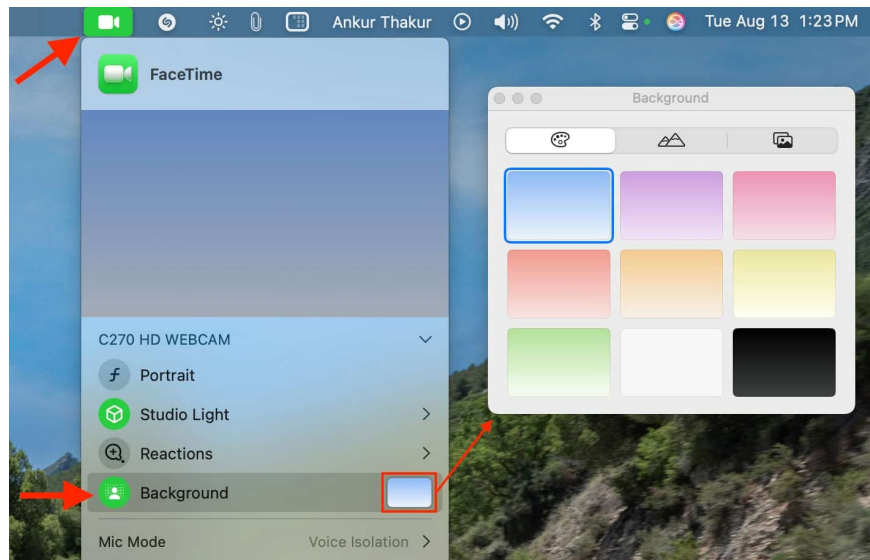 Ankur Thakur
Tue Aug 13 1:23 PM
FaceTime
Background
C270 HD WEBCAM
Portrait
Studio Light
Reactions
Background
Mic Mode
Voice Isolation